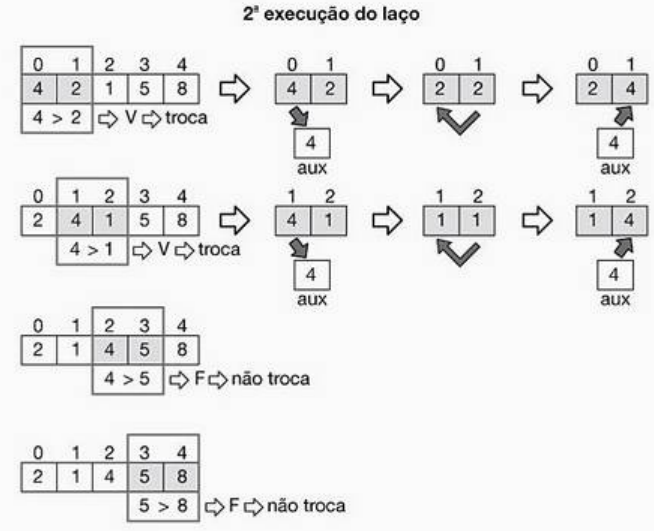 2ª execução do laço
0 1 2 3 4 0 1 0 1 0 1
4 2 1 5 8 4 2 2 2 2 4
4 > 2 V troca 4 4
aux aux
0 1 2 3 4 1 2 1 2 1 2
2 4 1 5 8 4 1 1 1 1 4
4 > 1 V troca 4 4
aux aux
0 1 2 3 4
2 1 4 5 8
4 > 5 F não troca
0 1 2 3 4
2 1 4 5 8
5 > 8 F não troca